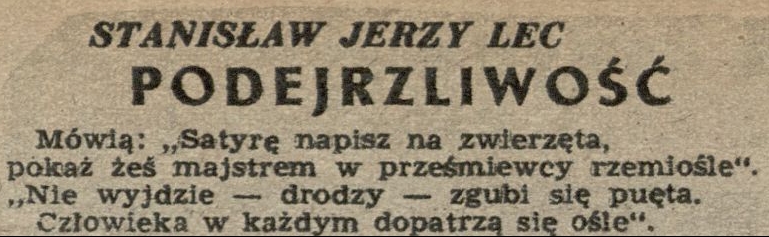 STANISŁAW JERZY LEC
PODEJRZLIWOŚĆ
Mówią: „Satyrę napisz na zwierzęta,
pokaż żeś majstrem w prześmiewcy rzemiośle“.
„Nie wyjdzie — drodzy — zgubi się puęta.
Człowieka w każdym dopatrzą się ośle“.